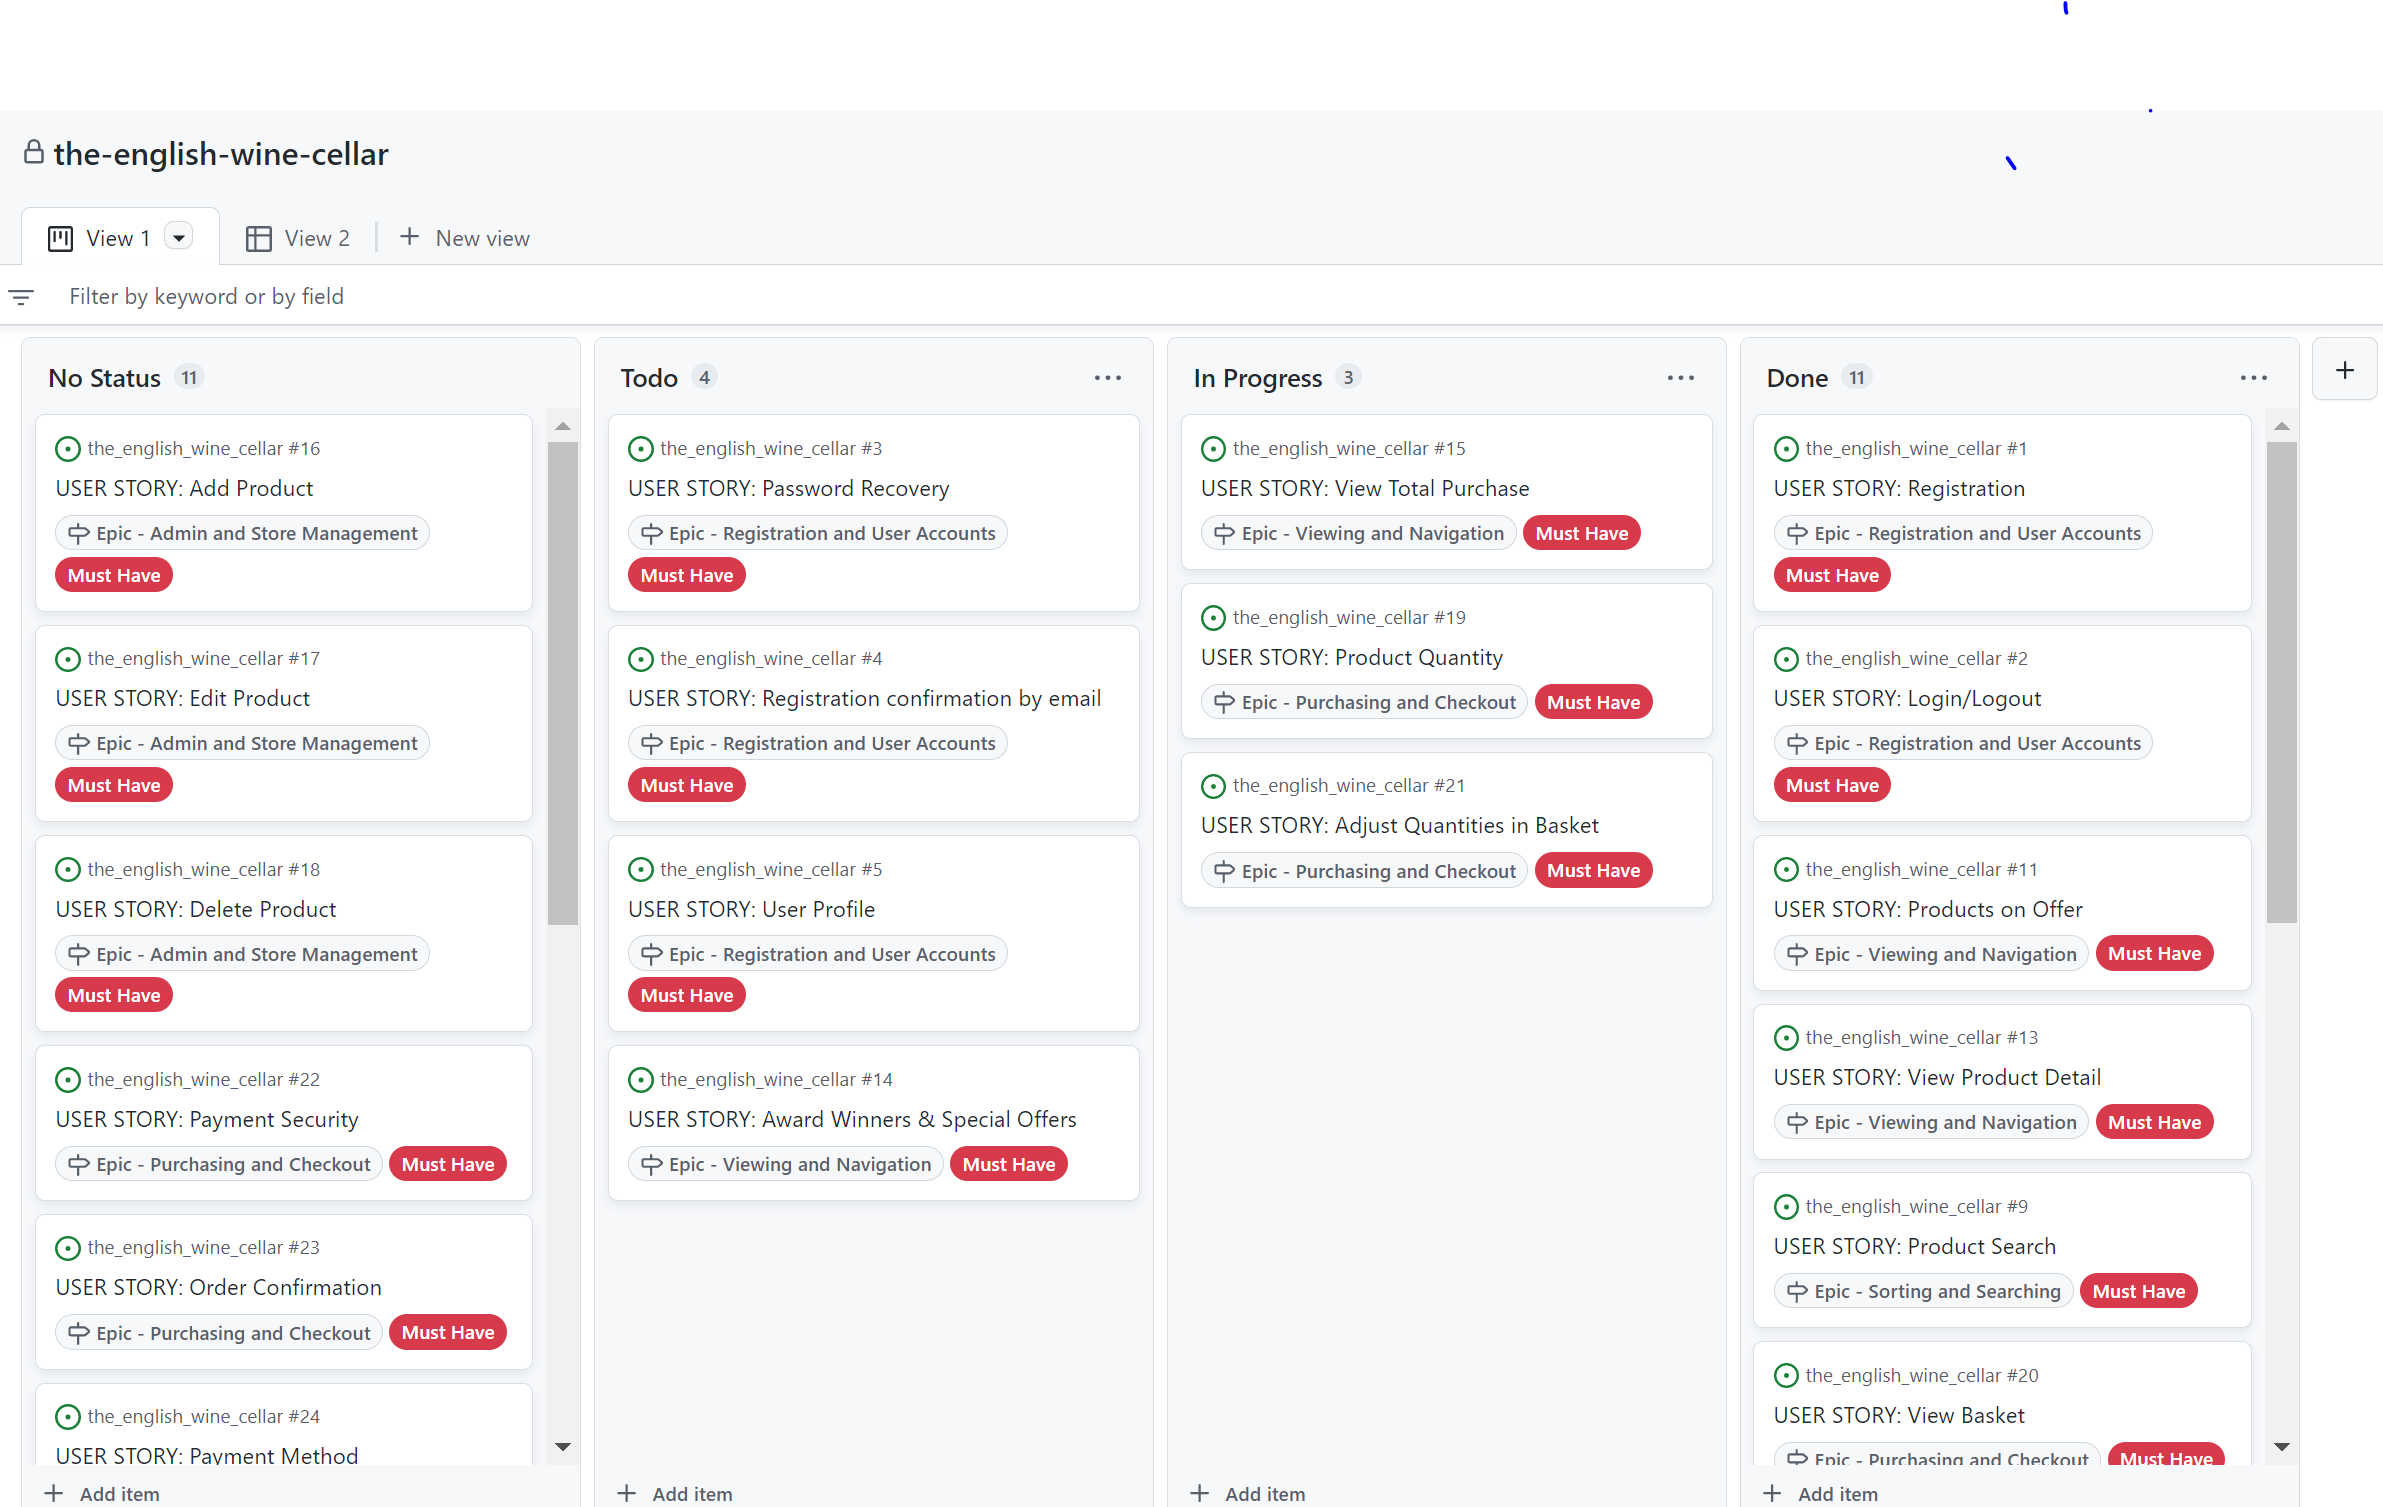 the-english-wine-cellar
View 1
View 2
New view
Filter by keyword or by field
No Status 11
the_english_wine_cellar #16
USER STORY: Add Product
Epic - Admin and Store Management
Must Have
the_english_wine_cellar #17
USER STORY: Edit Product
Epic - Admin and Store Management
Must Have
the_english_wine_cellar #18
USER STORY: Delete Product
Epic - Admin and Store Management
Must Have
the_english_wine_cellar #22
USER STORY: Payment Security
Epic - Purchasing and Checkout Must Have
the_english_wine_cellar #23
USER STORY: Order Confirmation
Epic - Purchasing and Checkout Must Have
the_english_wine_cellar #24
USER STORY: Payment Method
Add item
Todo 4
the_english_wine_cellar #3
USER STORY: Password Recovery
Epic - Registration and User Accounts
Must Have
the_english_wine_cellar #4
USER STORY: Registration confirmation by email
Epic - Registration and User Accounts
Must Have
the_english_wine_cellar #5
USER STORY: User Profile
Epic - Registration and User Accounts
Must Have
the_english_wine_cellar #14
USER STORY: Award Winners & Special Offers
Epic - Viewing and Navigation Must Have
Add item
In Progress 3
the_english_wine_cellar #15
USER STORY: View Total Purchase
Epic - Viewing and Navigation Must Have
the_english_wine_cellar #19
USER STORY: Product Quantity
Epic - Purchasing and Checkout Must Have
the_english_wine_cellar #21
USER STORY: Adjust Quantities in Basket
Epic - Purchasing and Checkout Must Have
Add item
Done 11
the_english_wine_cellar #1
USER STORY: Registration
Epic - Registration and User Accounts
Must Have
the_english_wine_cellar #2
USER STORY: Login/Logout
Epic - Registration and User Accounts
Must Have
the_english_wine_cellar #11
USER STORY: Products on Offer
Epic - Viewing and Navigation Must Have
the_english_wine_cellar #13
USER STORY: View Product Detail
Epic - Viewing and Navigation Must Have
the_english_wine_cellar #9
USER STORY: Product Search
Epic - Sorting and Searching Must Have
the_english_wine_cellar #20
USER STORY: View Basket
Epic - Purchasing and Checkout Must Have
Add item